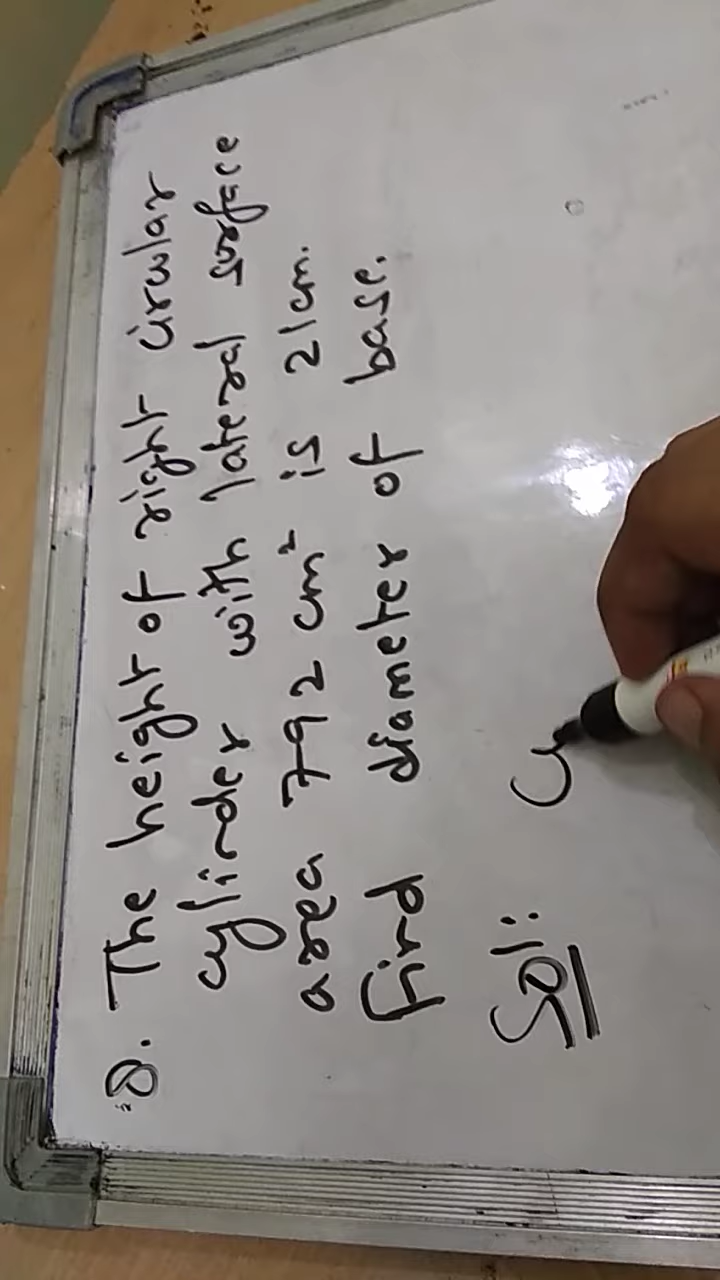 Q. The height of right circular
cylinder with lateral surface
area 792 cm² is 21cm.
find diameter of base.
Sol: